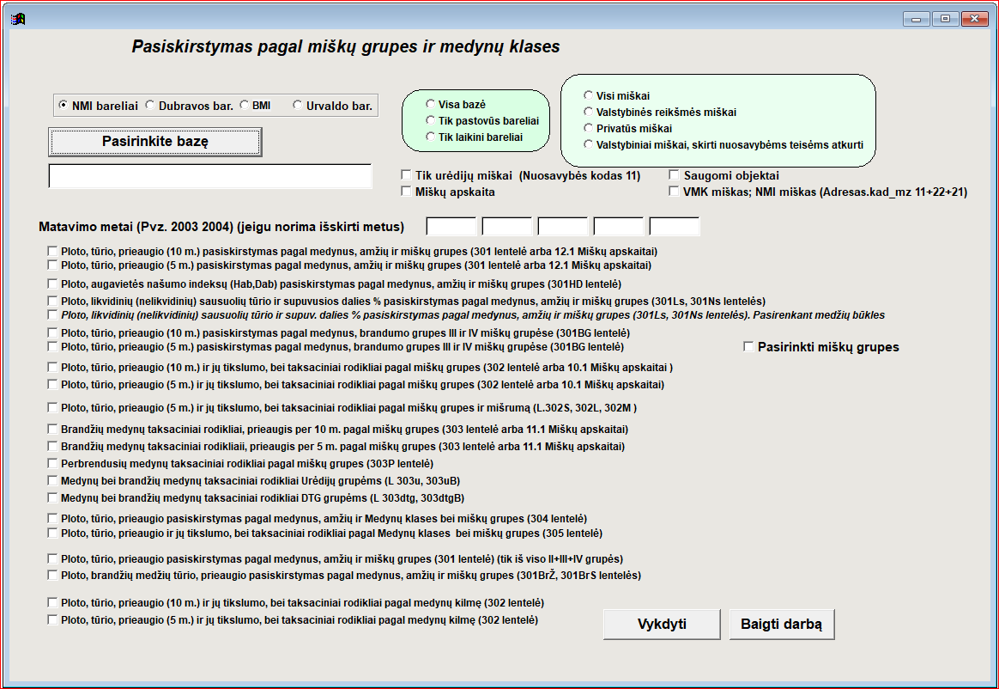 Pasiskirstymas pagal miškų grupes ir medynų klases
NMI bareliai Dubravos bar. BMI Urvaldo bar.
Pasirinkite bazę
Visa bazė
Tik pastovūs bareliai
Tik laikini bareliai
Visi miškai
Valstybinės reikšmės miškai
Privatūs miškai
Valstybiniai miškai, skirti nuosavybėms teisėms atkurti
Tik urėdijų miškai (Nuosavybės kodas 11)
Miškų apskaita
Saugomi objektai
VMK miškas; NMI miškas (Adresas.kad_mz 11+22+21)
Matavimo metai (Pvz. 2003 2004) (jeigu norima išskirti metus)
Ploto, tūrio, prieaugio (10 m.) pasiskirstymas pagal medynus, amžių ir miškų grupes (301 lentelė arba 12.1 Miškų apskaitai)
Ploto, tūrio, prieaugio (5 m.) pasiskirstymas pagal medynus, amžių ir miškų grupes (301 lentelė arba 12.1 Miškų apskaitai)
Ploto, augavietės našumo indeksų (Hab,Dab) pasiskirstymas pagal medynus, amžių ir miškų grupes (301HD lentelė)
Ploto, likvidinių (nelikvidinių) sausuolių tūrio ir supuvusios dalies % pasiskirstymas pagal medynus, amžių ir miškų grupes (301Ls, 301Ns lentelės)
Ploto, likvidinių (nelikvidinių) sausuolių tūrio ir supuv. dalies % pasiskirstymas pagal medynus, amžių ir miškų grupes (301Ls, 301Ns lentelės). Pasirenkant medžių būkles
Ploto, tūrio, prieaugio (10 m.) pasiskirstymas pagal medynus, brandumo grupes III ir IV miškų grupėse (301BG lentelė)
Ploto, tūrio, prieaugio (5 m.) pasiskirstymas pagal medynus, brandumo grupes III ir IV miškų grupėse (301BG lentelė)
Pasirinkti miškų grupes
Ploto, tūrio, prieaugio (10 m.) ir jų tikslumo, bei taksaciniai rodikliai pagal miškų grupes (302 lentelė arba 10.1 Miškų apskaitai )
Ploto, tūrio, prieaugio (5 m.) ir jų tikslumo, bei taksaciniai rodikliai pagal miškų grupes (302 lentelė arba 10.1 Miškų apskaitai)
Ploto, tūrio, prieaugio (5 m.) ir jų tikslumo, bei taksaciniai rodikliai pagal miškų grupes ir mišrumą (L.302S, 302L, 302M )
Brandžių medynų taksaciniai rodikliai, prieaugis per 10 m. pagal miškų grupes (303 lentelė arba 11.1 Miškų apskaitai)
Brandžių medynų taksaciniai rodikliaii, prieaugis per 5 m. pagal miškų grupes (303 lentelė arba 11.1 Miškų apskaitai)
Perbrendusių medynų taksaciniai rodikliai pagal miškų grupes (303P lentelė)
Medynų bei brandžių medynų taksaciniai rodikliai Urėdijų grupėms (L 303u, 303uB)
Medynų bei brandžių medynų taksaciniai rodikliai DTG grupėms (L 303dtg, 303dtgB)
Ploto, tūrio, prieaugio pasiskirstymas pagal medynus, amžių ir Medynų klases bei miškų grupes (304 lentelė)
Ploto, tūrio, prieaugio ir jų tikslumo, bei taksaciniai rodikliai pagal Medynų klases bei miškų grupes (305 lentelė)
Ploto, tūrio, prieaugio pasiskirstymas pagal medynus, amžių ir miškų grupes (301 lentelė) (tik iš viso II+III+IV grupės)
Ploto, brandžių medžių tūrio, prieaugio pasiskirstymas pagal medynus, amžių ir miškų grupes (301BrŽ, 301BrS lentelės)
Ploto, tūrio, prieaugio (10 m.) ir jų tikslumo, bei taksaciniai rodikliai pagal medynų kilmę (302 lentelė)
Ploto, tūrio, prieaugio (5 m.) ir jų tikslumo, bei taksaciniai rodikliai pagal medynų kilmę (302 lentelė)
Vykdyti
Baigti darbą